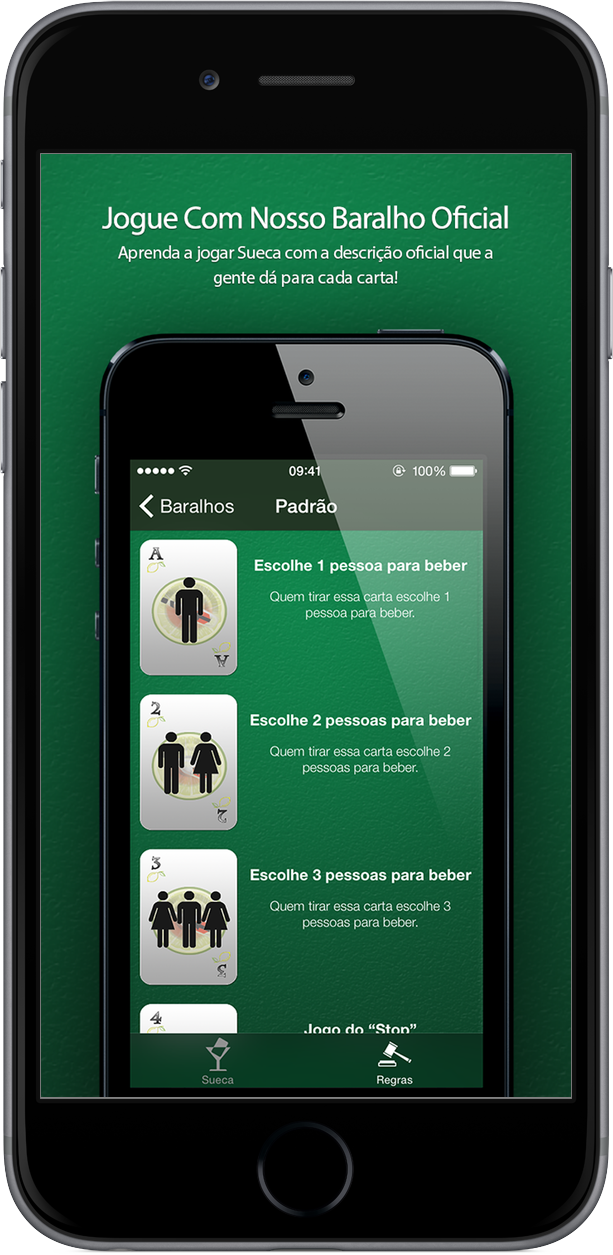 Jogue Com Nosso Baralho Oficial
Aprenda a jogar Sueca com a descrição oficial que a
gente dá para cada carta!
09:41
100%
Baralhos
Padrão
A
Escolhe 1 pessoa para beber
Quem tirar essa carta escolhe 1
pessoa para beber.
A
2
Escolhe 2 pessoas para beber
Quem tirar essa carta escolhe 2
pessoas para beber.
2
3
Escolhe 3 pessoas para beber
Quem tirar essa carta escolhe 3
pessoas para beber.
3
4
Jogo do “Stop”
Sueca
Regras